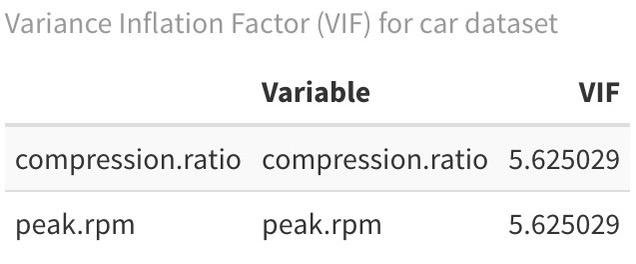 Variance Inflation Factor (VIF) for car dataset
Variable VIF
compression.ratio compression.ratio 5.625029
peak.rpm peak.rpm 5.625029